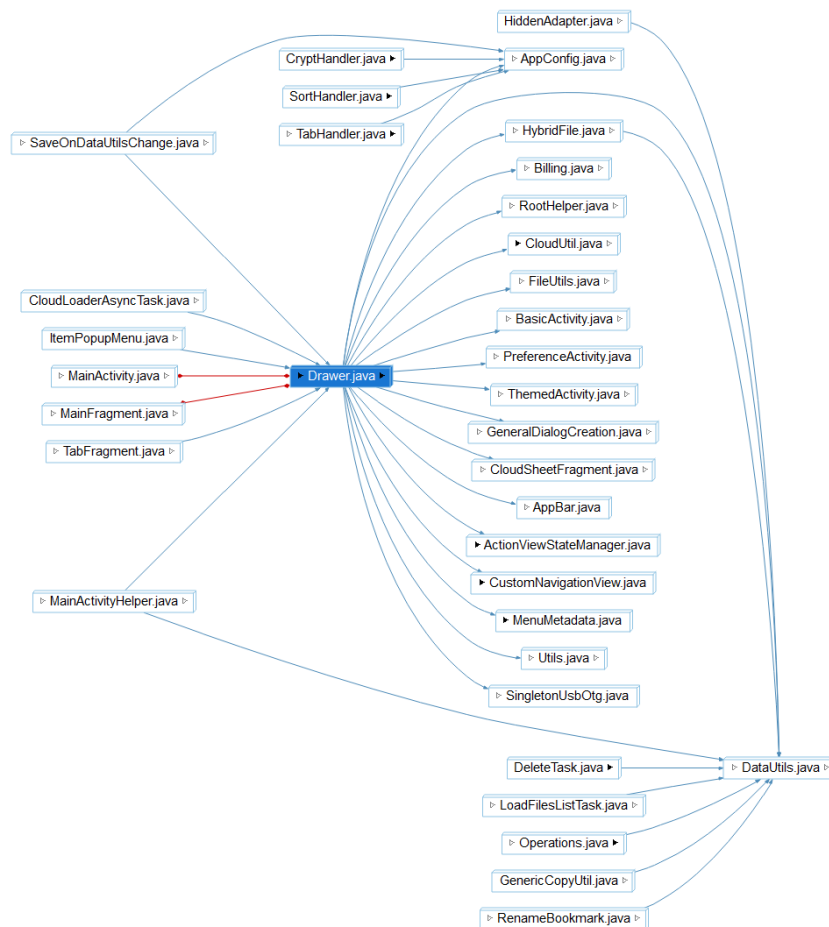 HiddenAdapter.java
CryptHandler.java
AppConfig.java
SortHandler.java
TabHandler.java
HybridFile.java
SaveOnDataUtilsChange.java
Billing.java
RootHelper.java
CloudUtil.java
FileUtils.java
CloudLoaderAsyncTask.java
BasicActivity.java
ItemPopupMenu.java
PreferenceActivity.java
MainActivity.java
Drawer.java
ThemedActivity.java
MainFragment.java
GeneralDialogCreation.java
TabFragment.java
CloudSheetFragment.java
AppBar.java
ActionViewStateManager.java
CustomNavigationView.java
MainActivityHelper.java
MenuMetadata.java
Utils.java
SingletonUsbOtg.java
DeleteTask.java
DataUtils.java
LoadFilesListTask.java
Operations.java
GenericCopyUtil.java
RenameBookmark.java